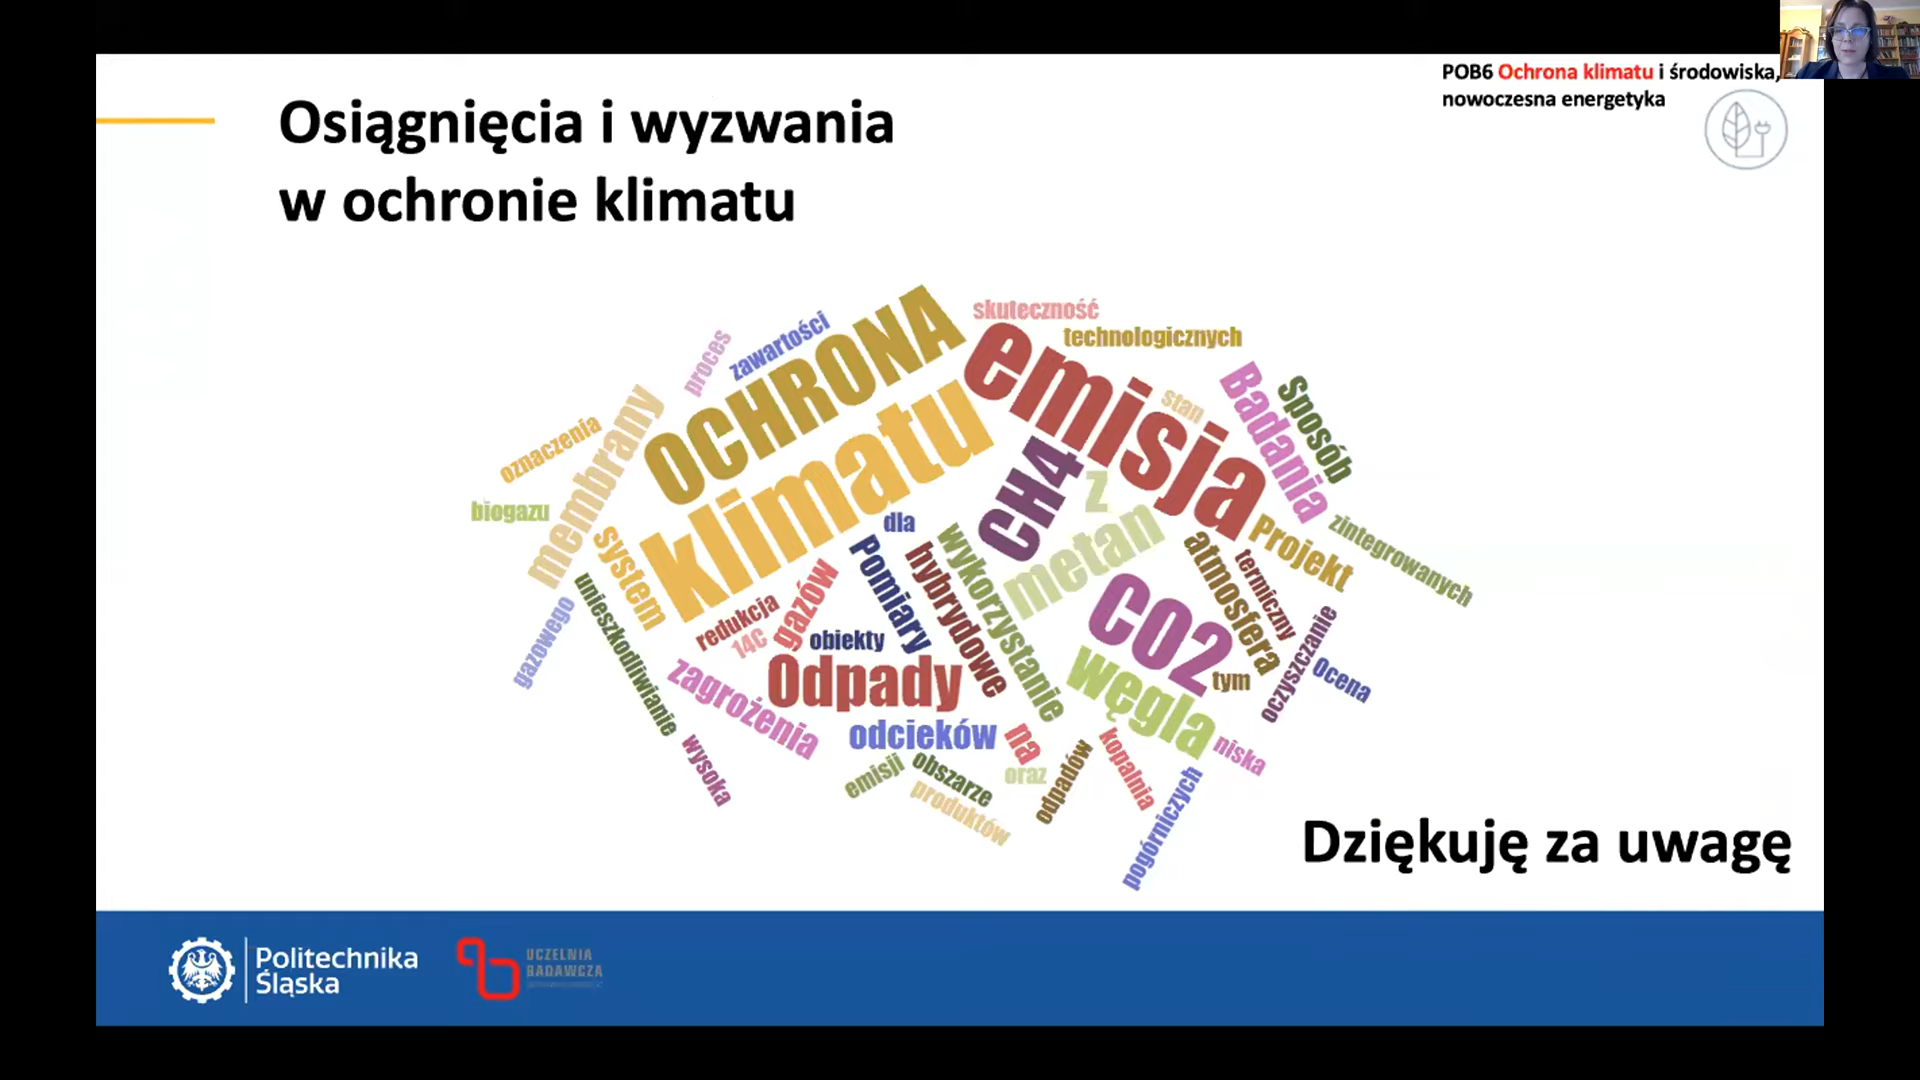 POB6 Ochrona klimatu i środowiska,
nowoczesna energetyka
Osiągnięcia i wyzwania
w ochronie klimatu
skuteczność
technologicznych
OCHRONA
zawartości
proces
emisja
stan
Badania
Sposób
membrany
oznaczenia
klimatu
CH4
z
biogazu
dla
system
metan
Projekt
zintegrowanych
atmosfera
termiczny
Pomiary
hybrydowe
wykorzystanie
gazów
redukcja
14C
obiekty
CO2
gazowego
unieszkodliwianie
zagrożenia
Odpady
węgla
tym
oczyszczanie
Ocena
odcieków
na
wysoka
emisji
obszarze
produktów
oraz
odpadów
kopalnia
niska
pogórniczych
Dziękuję za uwagę
Politechnika
Śląska
UCZELNIA
BADAWCZA